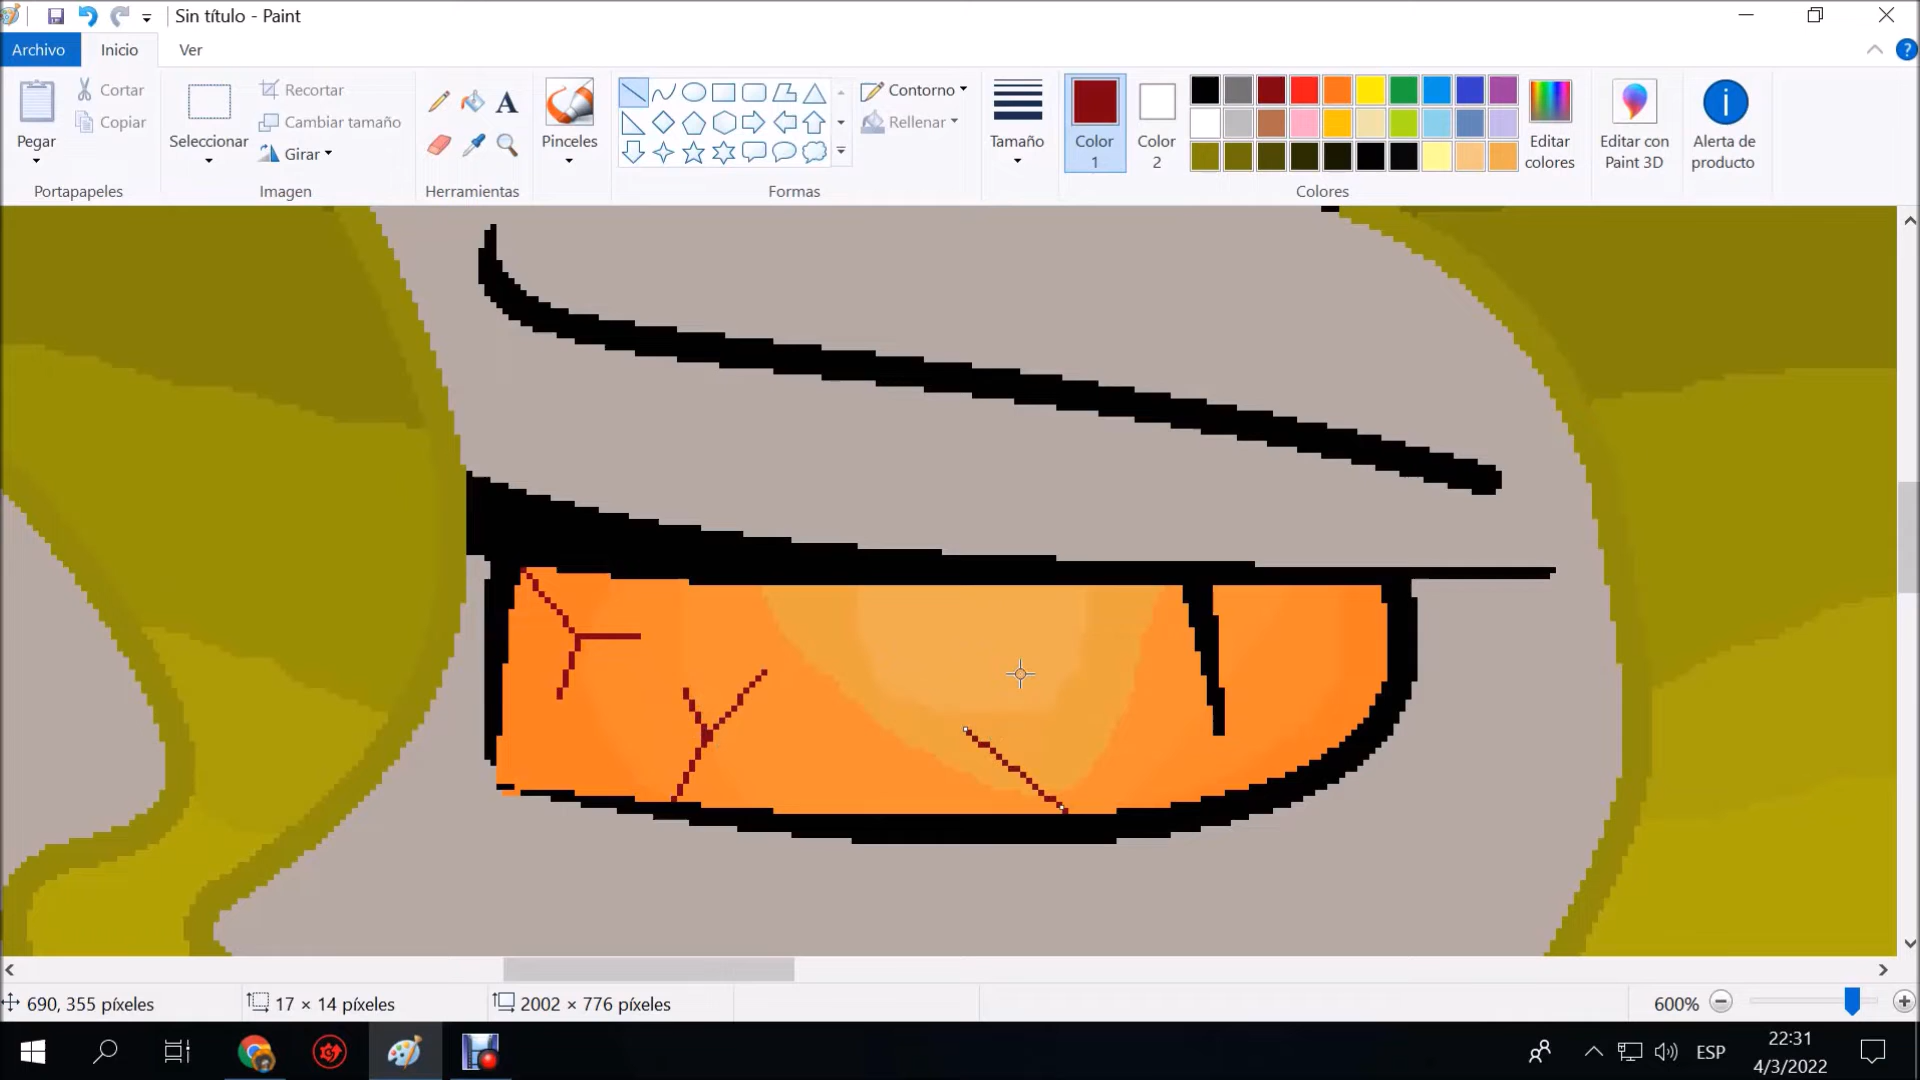 Sin título - Paint
Archivo Inicio Ver
Pegar
Cortar
Copiar
Portapapeles
Seleccionar
Recortar
Cambiar tamaño
Girar
Imagen
A
Herramientas
Pinceles
Contorno
Rellenar
Formas
Tamaño
Color
1
Color
2
Editar
colores
Colores
Editar con
Paint 3D
Alerta de
producto
690, 355 píxeles 17 × 14 píxeles 2002 × 776 píxeles 600%
ESP
22:31
4/3/2022